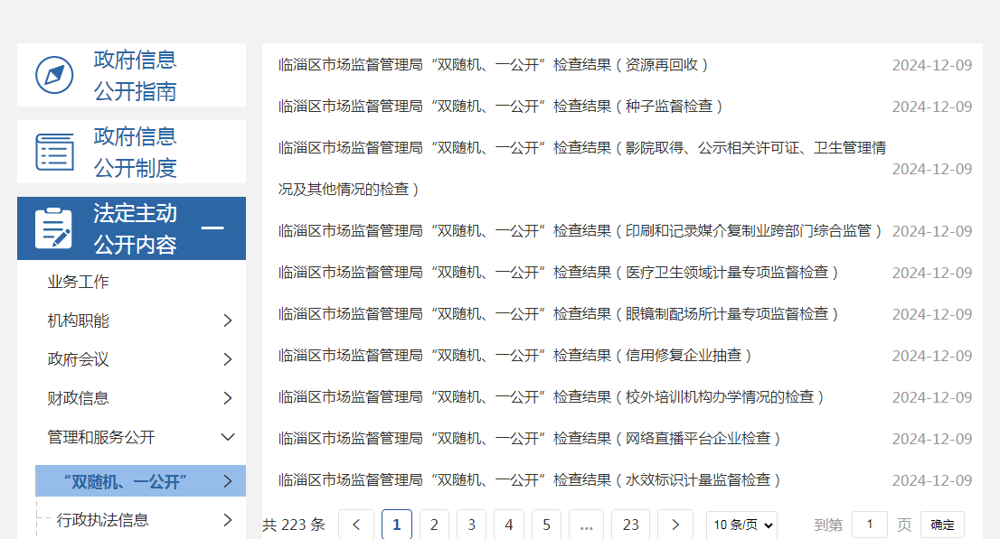 政府信息
公开指南
政府信息
公开制度
法定主动
公开内容
业务工作
机构职能
政府会议
财政信息
管理和服务公开
“双随机、一公开”
行政执法信息
临淄区市场监督管理局“双随机、一公开”检查结果（资源再回收） 2024-12-09
临淄区市场监督管理局“双随机、一公开”检查结果（种子监督检查） 2024-12-09
临淄区市场监督管理局“双随机、一公开”检查结果（影院取得、公示相关许可证、卫生管理情
况及其他情况的检查） 2024-12-09
临淄区市场监督管理局“双随机、一公开”检查结果（印刷和记录媒介复制业跨部门综合监管） 2024-12-09
临淄区市场监督管理局“双随机、一公开”检查结果（医疗卫生领域计量专项监督检查） 2024-12-09
临淄区市场监督管理局“双随机、一公开”检查结果（眼镜制配场所计量专项监督检查） 2024-12-09
临淄区市场监督管理局“双随机、一公开”检查结果（信用修复企业抽查） 2024-12-09
临淄区市场监督管理局“双随机、一公开”检查结果（校外培训机构办学情况的检查） 2024-12-09
临淄区市场监督管理局“双随机、一公开”检查结果（网络直播平台企业检查） 2024-12-09
临淄区市场监督管理局“双随机、一公开”检查结果（水效标识计量监督检查） 2024-12-09
共 223 条 < 1 2 3 4 5 … 23 > 10 条/页 到第 1 页 确定